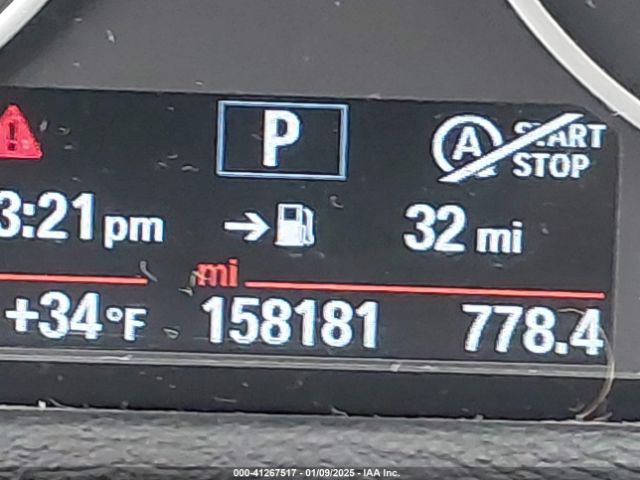 P
A START
STOP
3:21 pm
32 mi
mi
+34°F 158181 778.4
000-41267517 - 01/09/2025 - IAA Inc.